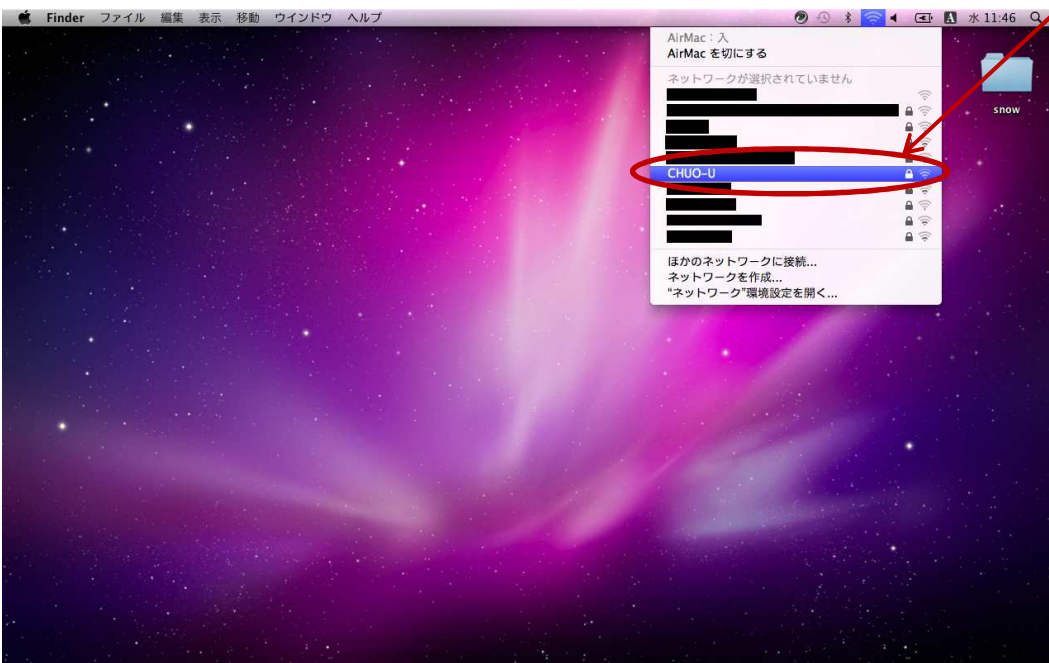 Finder ファイル 編集 表示 移動 ウインドウ ヘルプ
A 水 11:46
AirMac：入
AirMac を切にする
ネットワークが選択されていません
CHUO-U
ほかのネットワークに接続...
ネットワークを作成...
“ネットワーク”環境設定を開く...
snow